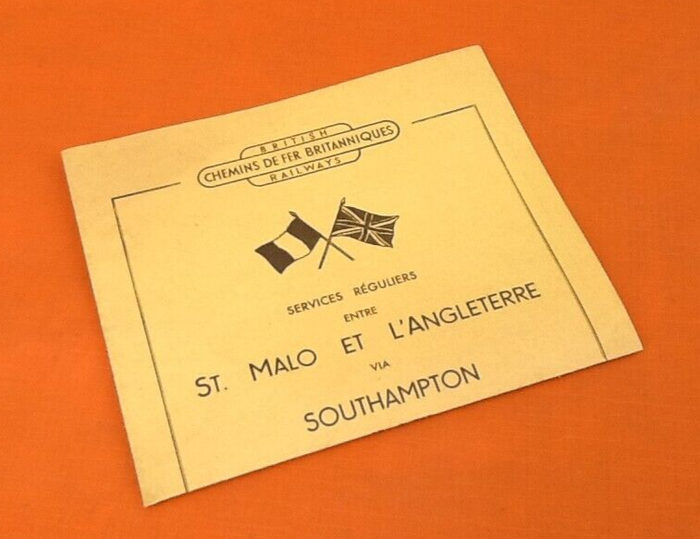 BRITISH
CHEMINS DE FER BRITANNIQUES
RAILWAYS
SERVICES RÉGULIERS
ENTRE
ST. MALO ET L'ANGLETERRE
VIA
SOUTHAMPTON